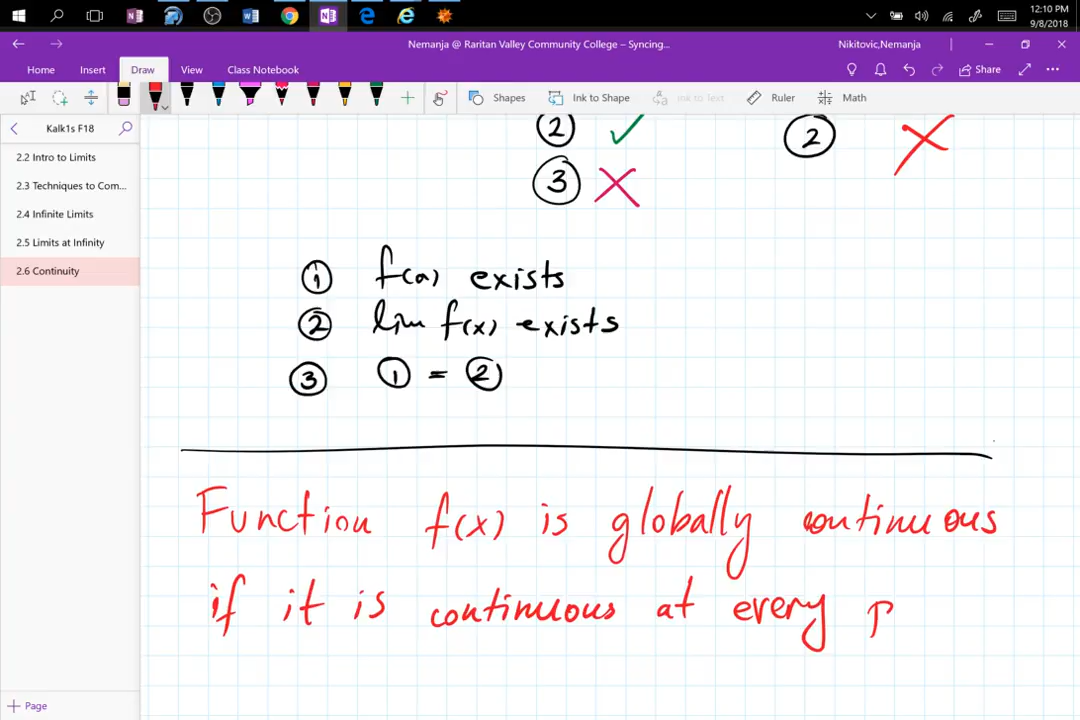 12:10 PM
9/8/2018
Nemanja @ Raritan Valley Community College – Syncing...
Nikitovic,Nemanja
Home Insert Draw View Class Notebook Share
Shapes Ink to Shape Ink to Text Ruler Math
Kalk1s F18
2.2 Intro to Limits
2.3 Techniques to Com...
2.4 Infinite Limits
2.5 Limits at Infinity
2.6 Continuity
② ✓ ② ✗
③ ✗
① f(a) exists
② lim f(x) exists
③ ① = ②
Function f(x) is globally continuous
if it is continuous at every p
+ Page